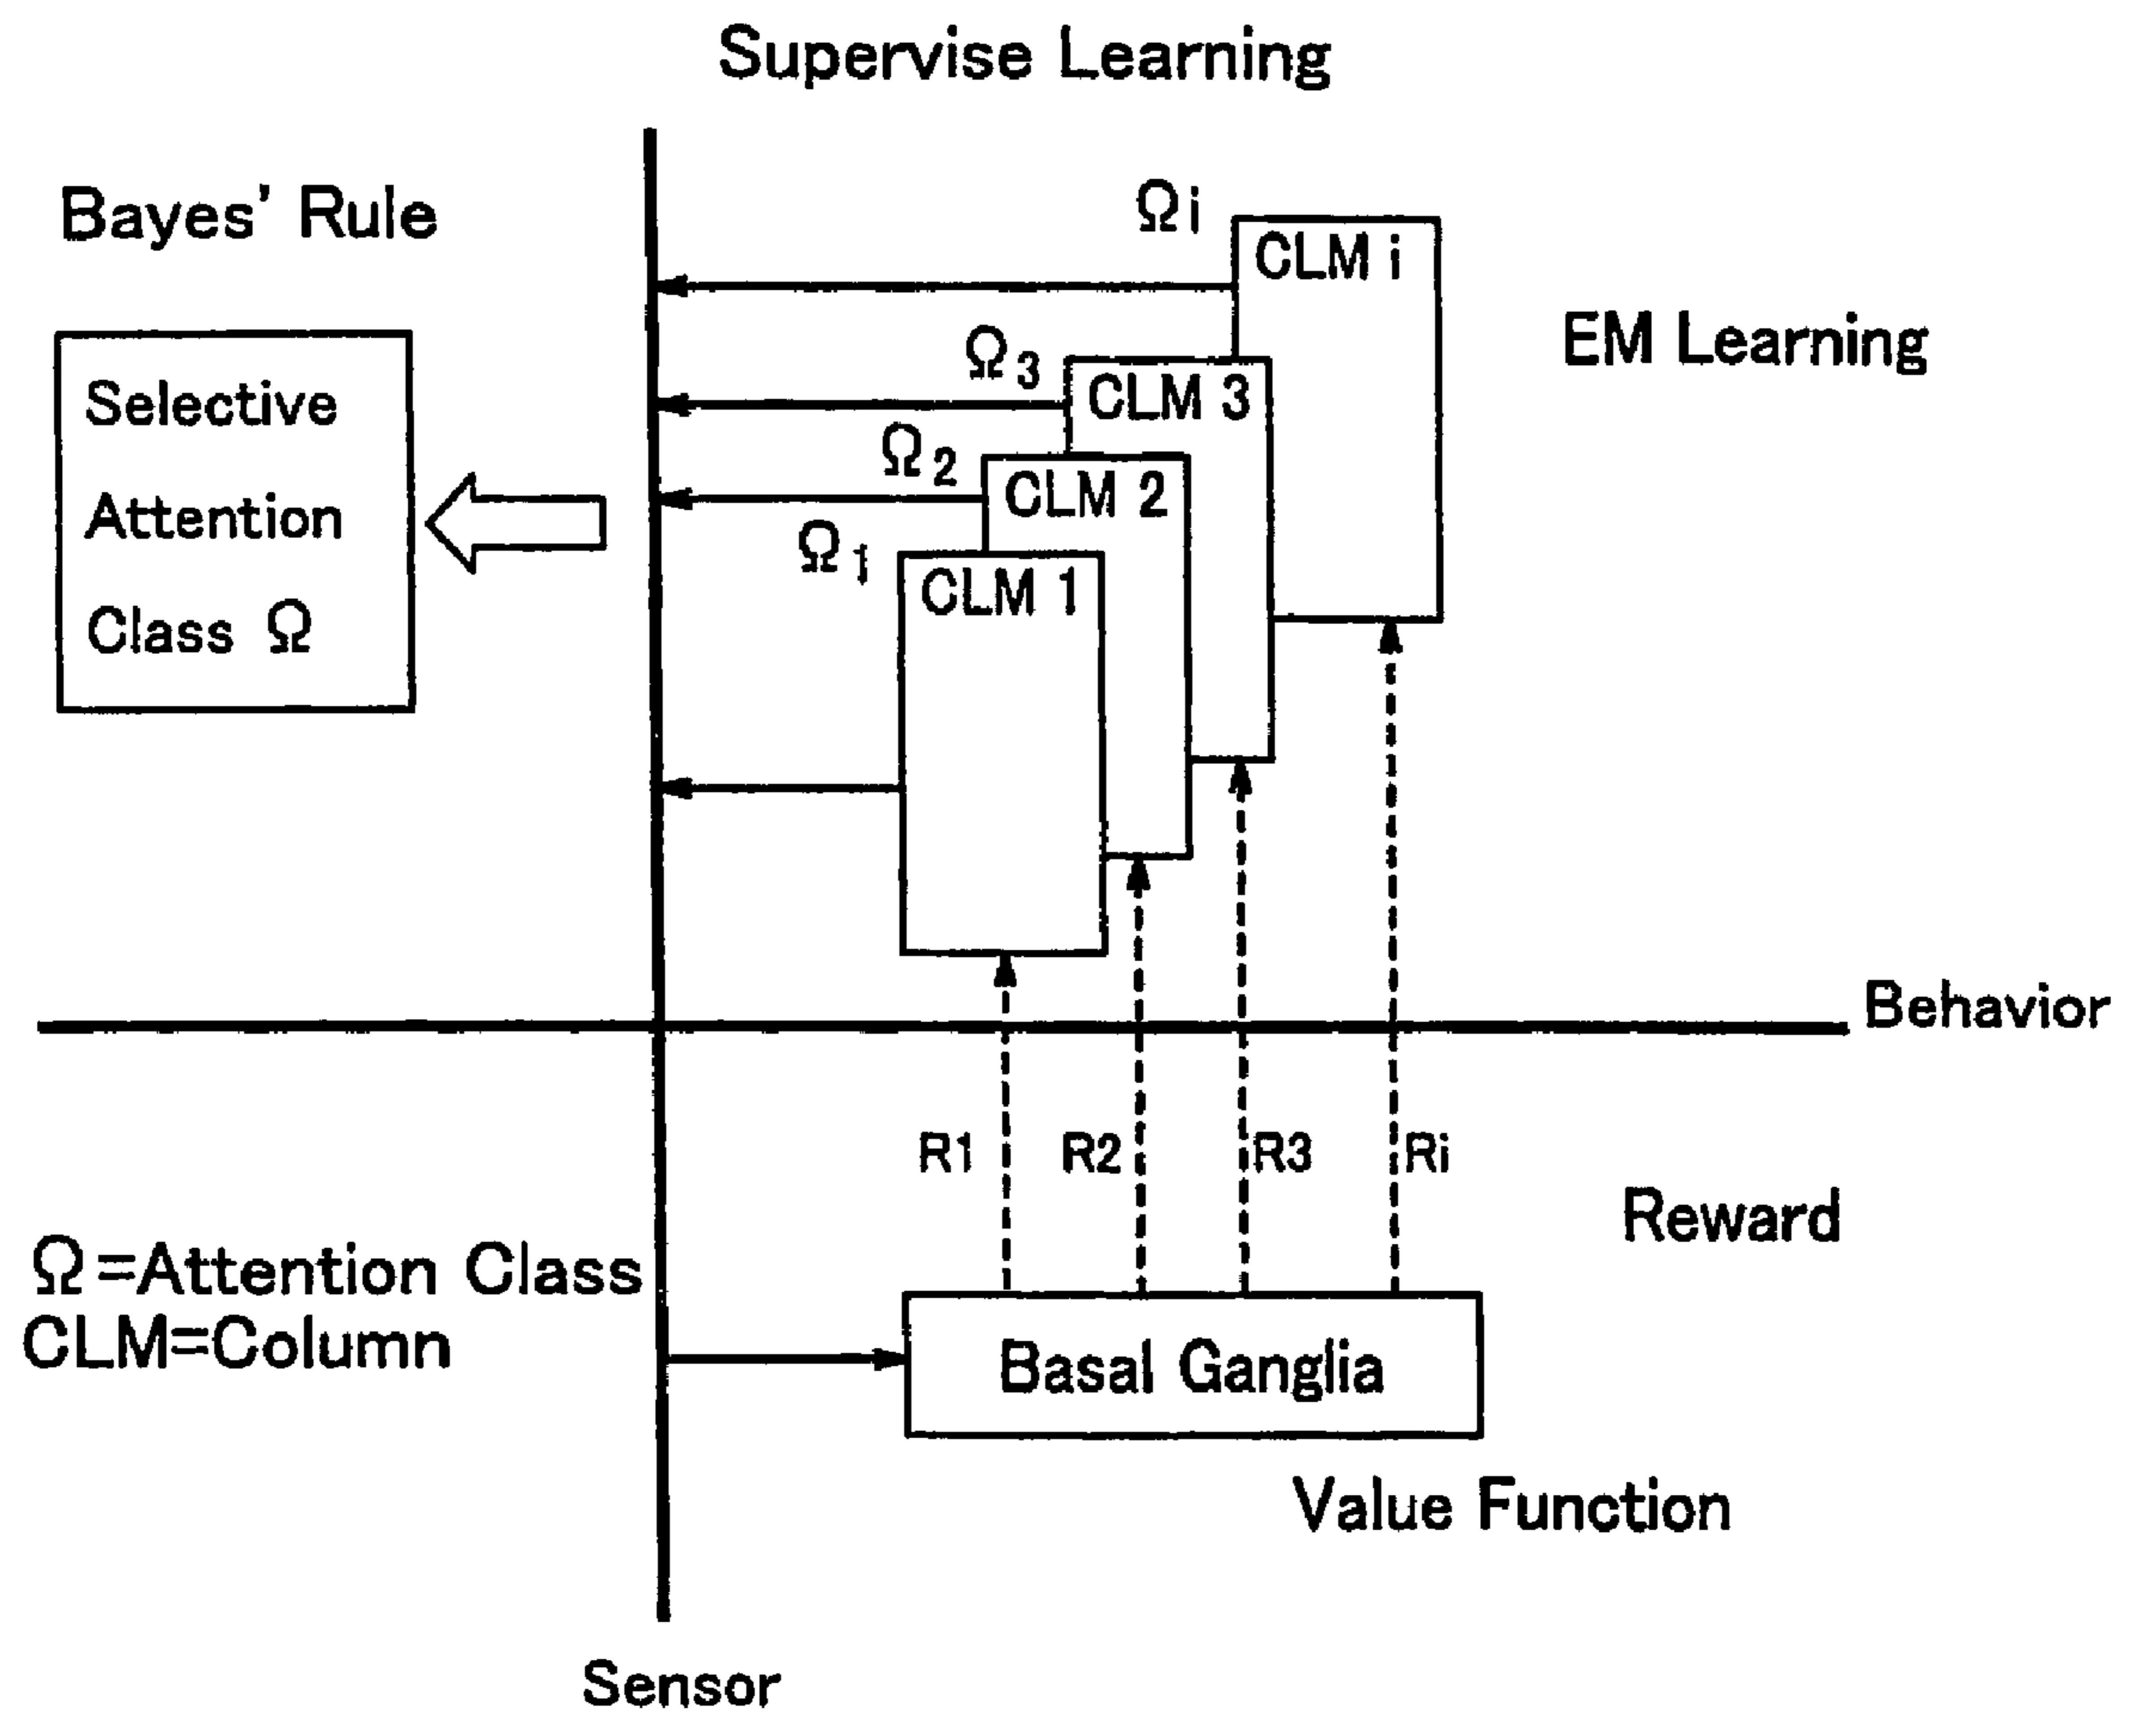 Supervise Learning
Bayes' Rule
Ωi
CLM i
EM Learning
Ω3
CLM 3
Selective
Attention
Class Ω
Ω2
CLM 2
Ω1
CLM 1
Behavior
R1
R2
R3
Ri
Reward
Ω=Attention Class
CLM=Column
Basal Ganglia
Value Function
Sensor